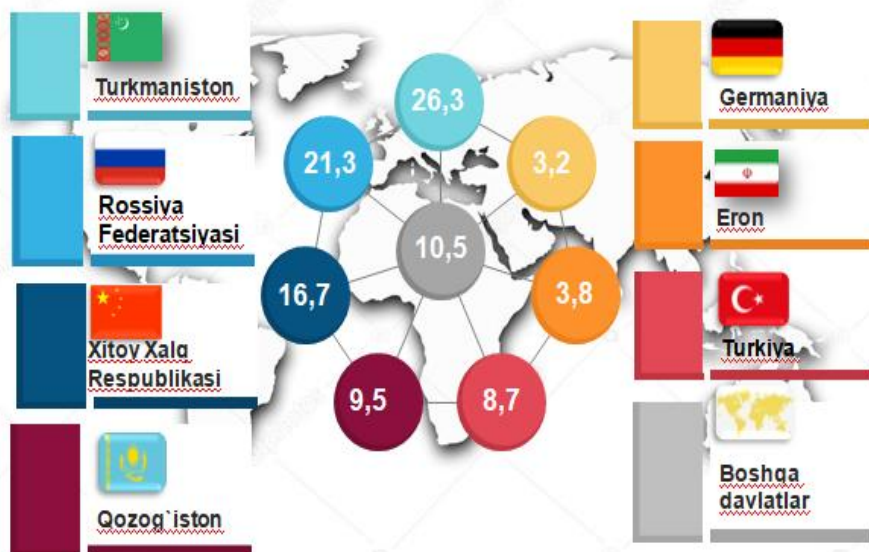 Turkmaniston
Rossiya
Federatsiyasi
Xitoy Xalq
Respublikasi
Qozog`iston
26,3
21,3
3,2
10,5
16,7
3,8
9,5
8,7
Germaniya
Eron
Turkiya
Boshqa
davlatlar